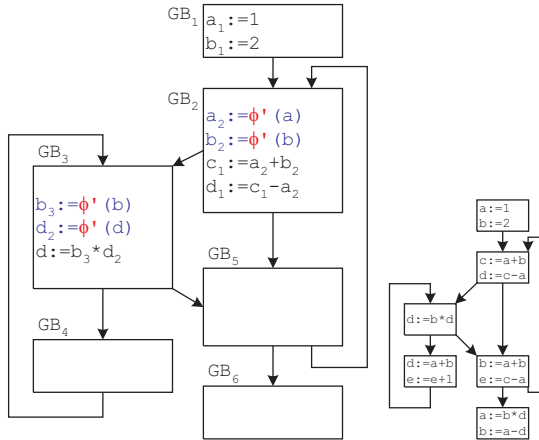 GB₁
a₁:=1
b₁:=2
GB₂
a₂:=ϕ'(a)
b₂:=ϕ'(b)
c₁:=a₂+b₂
d₁:=c₁-a₂
GB₃
b₃:=ϕ'(b)
d₂:=ϕ'(d)
d:=b₃*d₂
GB₅
GB₄
GB₆
a:=1
b:=2
c:=a+b
d:=c-a
d:=b*d
d:=a+b
e:=e+1
b:=a+b
e:=c-a
a:=b*d
b:=a-d